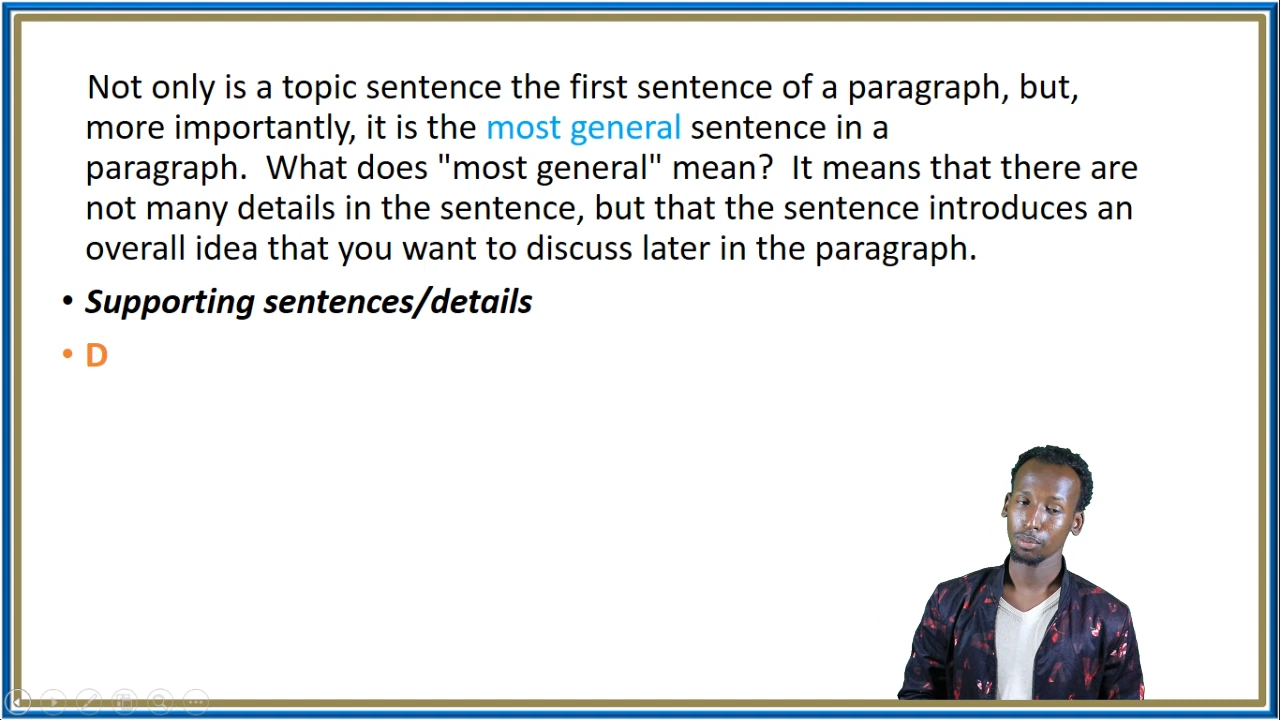 Not only is a topic sentence the first sentence of a paragraph, but,
more importantly, it is the most general sentence in a
paragraph.  What does "most general" mean?  It means that there are
not many details in the sentence, but that the sentence introduces an
overall idea that you want to discuss later in the paragraph.
• Supporting sentences/details
• D